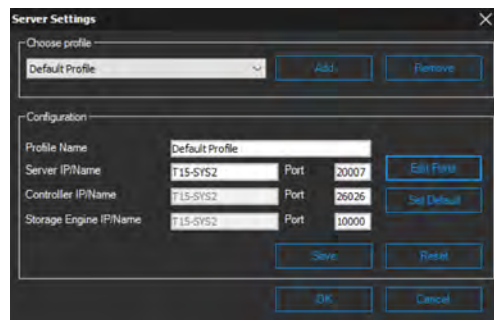 Server Settings
Choose profile
Default Profile Add Remove
Configuration
Profile Name Default Profile
Server IP/Name T15-SYS2 Port 20007 Edit Ports
Controller IP/Name T15-SYS2 Port 26026 Set Default
Storage Engine IP/Name T15-SYS2 Port 10000
Save Reset
OK Cancel